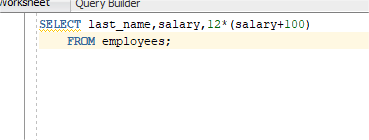 Worksheet Query Builder
SELECT last_name,salary,12*(salary+100)
FROM employees;